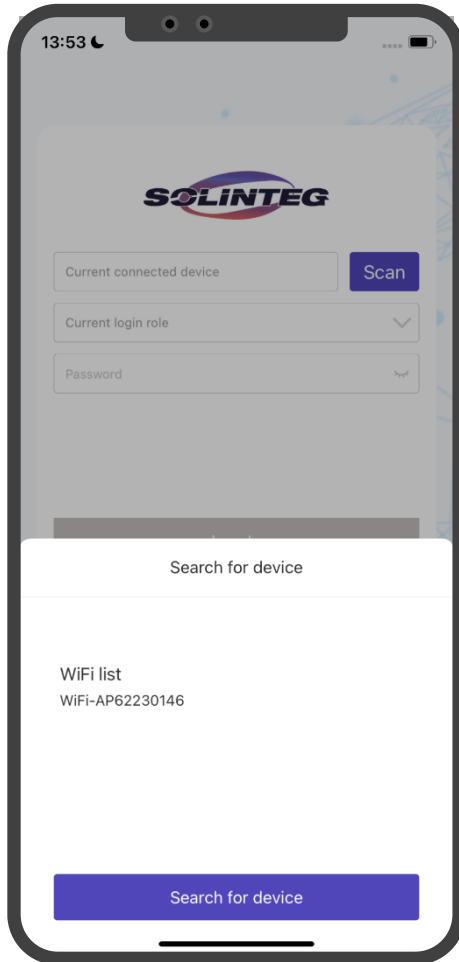 13:53
SOLINTEG
Current connected device
Scan
Current login role
Password
Search for device
WiFi list
WiFi-AP62230146
Search for device